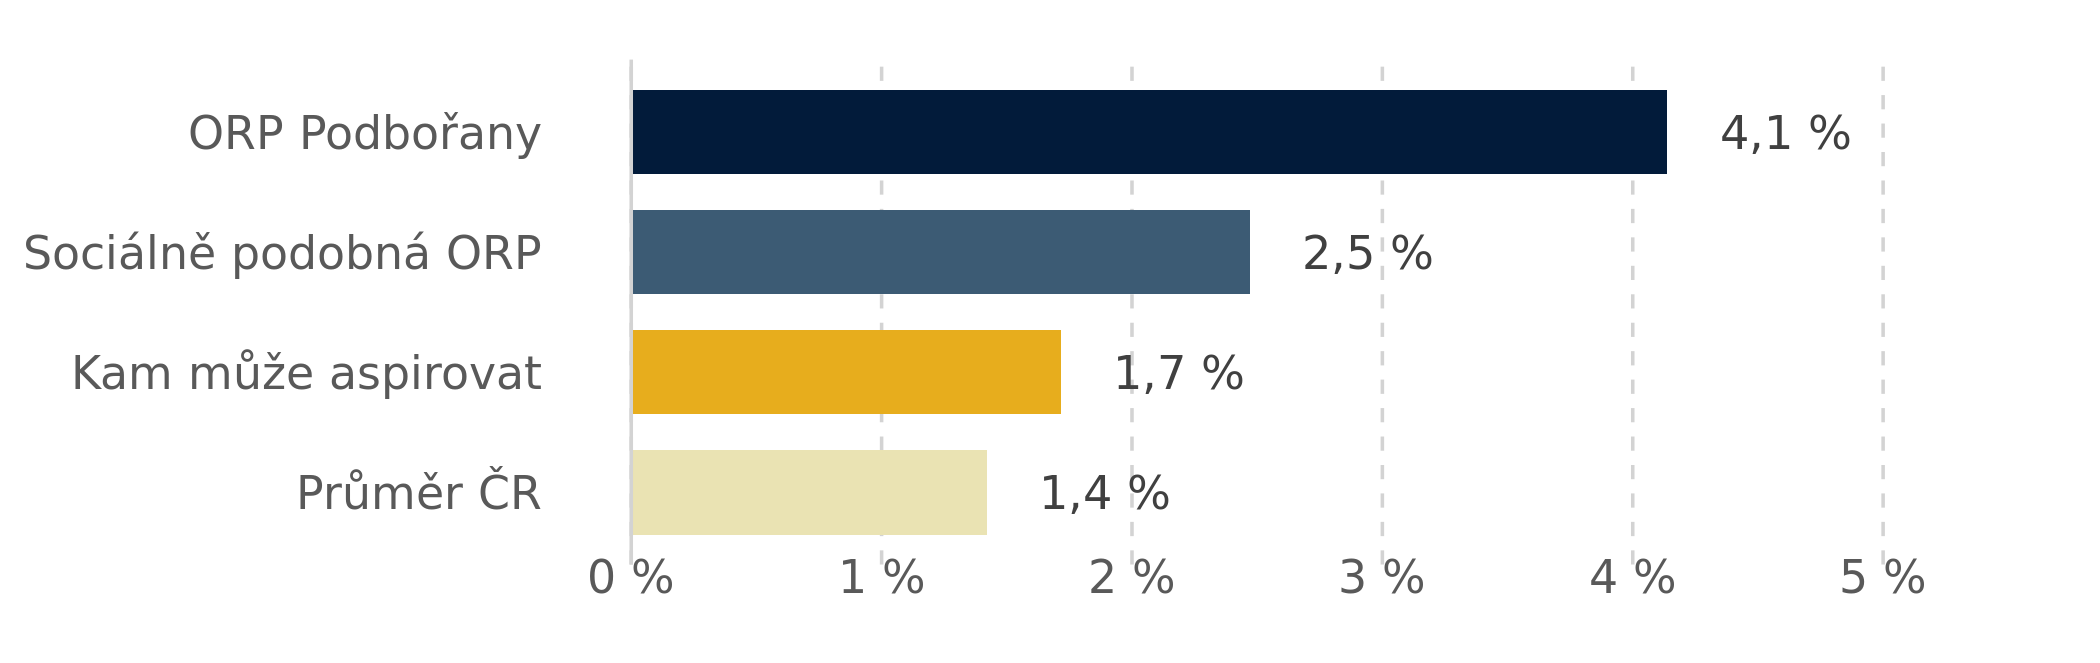 ORP Podbořany 4,1 %
Sociálně podobná ORP 2,5 %
Kam může aspirovat 1,7 %
Průměr ČR 1,4 %
0 % 1 % 2 % 3 % 4 % 5 %